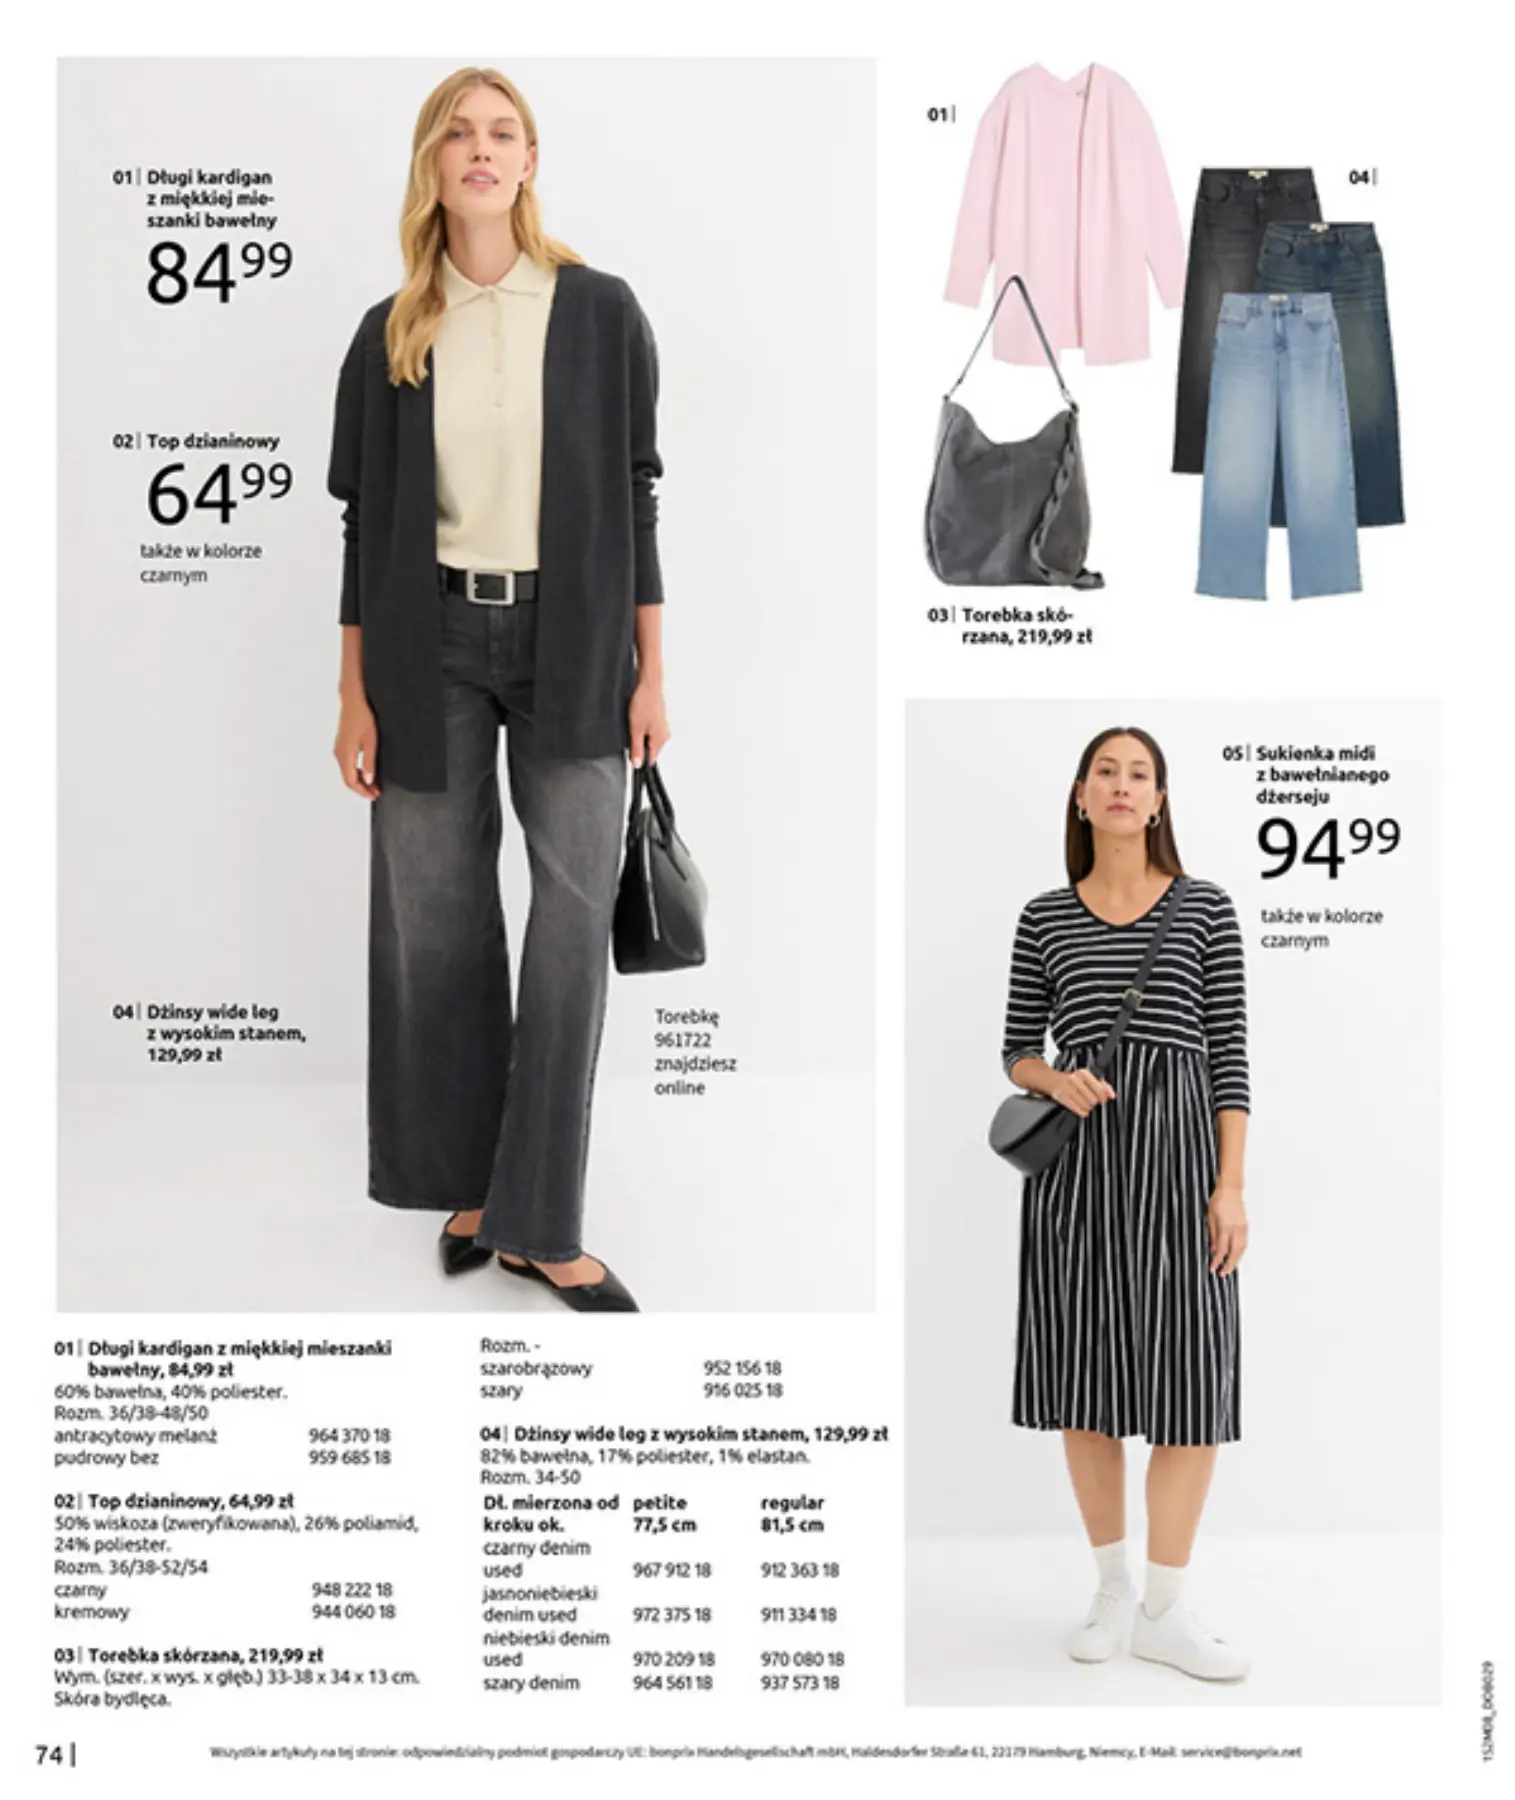 01| Długi kardigan
z miękkiej mie-
szanki bawełny
84 99
02| Top dzianinowy
64 99
także w kolorze
czarnym
04| Dżinsy wide leg
z wysokim stanem,
129,99 zł
Torebkę
961722
znajdziesz
online
01|
04|
03| Torebka skó-
rzana, 219,99 zł
05| Sukienka midi
z bawełnianego
dżerseju
94 99
także w kolorze
czarnym
01| Długi kardigan z miękkiej mieszanki
bawełny, 84,99 zł
60% bawełna, 40% poliester.
Rozm. 36/38-48/50
antracytowy melanż 964 370 18
pudrowy bez 959 685 18
02| Top dzianinowy, 64,99 zł
50% wiskoza (zweryfikowana), 26% poliamid,
24% poliester.
Rozm. 36/38-52/54
czarny 948 222 18
kremowy 944 060 18
03| Torebka skórzana, 219,99 zł
Wym. (szer. x wys. x głęb.) 33-38 x 34 x 13 cm.
Skóra bydlęca.
Rozm. -
szarobrązowy 952 156 18
szary 916 025 18
04| Dżinsy wide leg z wysokim stanem, 129,99 zł
82% bawełna, 17% poliester, 1% elastan.
Rozm. 34-50
Dł. mierzona od petite regular
kroku ok. 77,5 cm 81,5 cm
czarny denim
used 967 912 18 912 363 18
jasnoniebieski
denim used 972 375 18 911 334 18
niebieski denim
used 970 209 18 970 080 18
szary denim 964 561 18 937 573 18
74|
Wszystkie artykuły na tej stronie: odpowiedzialny podmiot gospodarczy UE: bonprix Handelsgesellschaft mbH, Haldesdorfer Straße 61, 22179 Hamburg, Niemcy, E-Mail: service@bonprix.net
152M08_DOB029